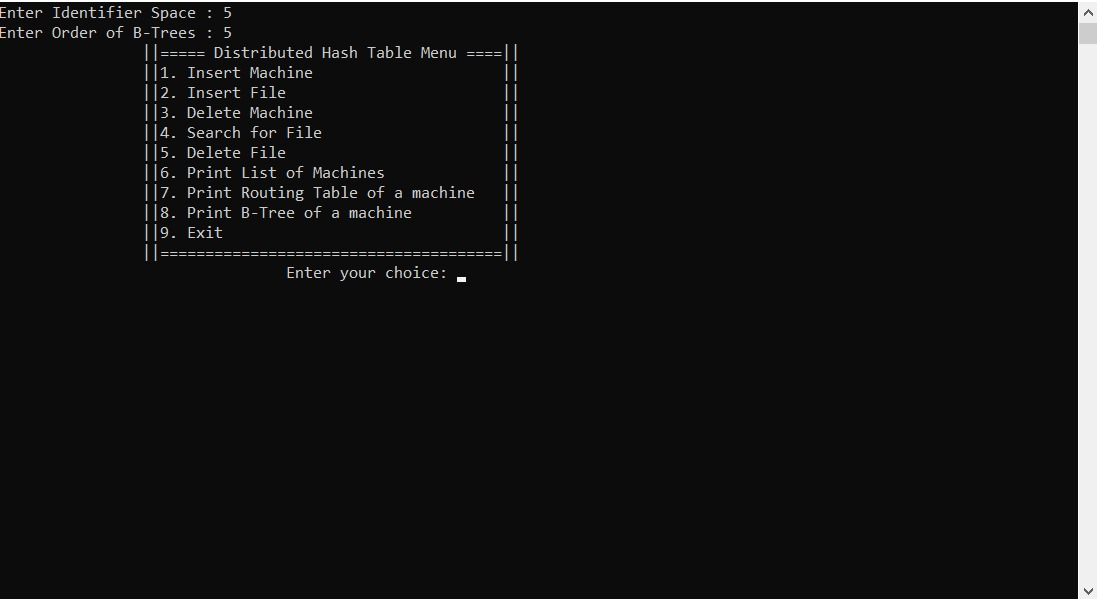 Enter Identifier Space : 5
Enter Order of B-Trees : 5
||===== Distributed Hash Table Menu ====||
||1. Insert Machine                     ||
||2. Insert File                        ||
||3. Delete Machine                     ||
||4. Search for File                    ||
||5. Delete File                        ||
||6. Print List of Machines             ||
||7. Print Routing Table of a machine   ||
||8. Print B-Tree of a machine          ||
||9. Exit                               ||
||======================================||
Enter your choice: